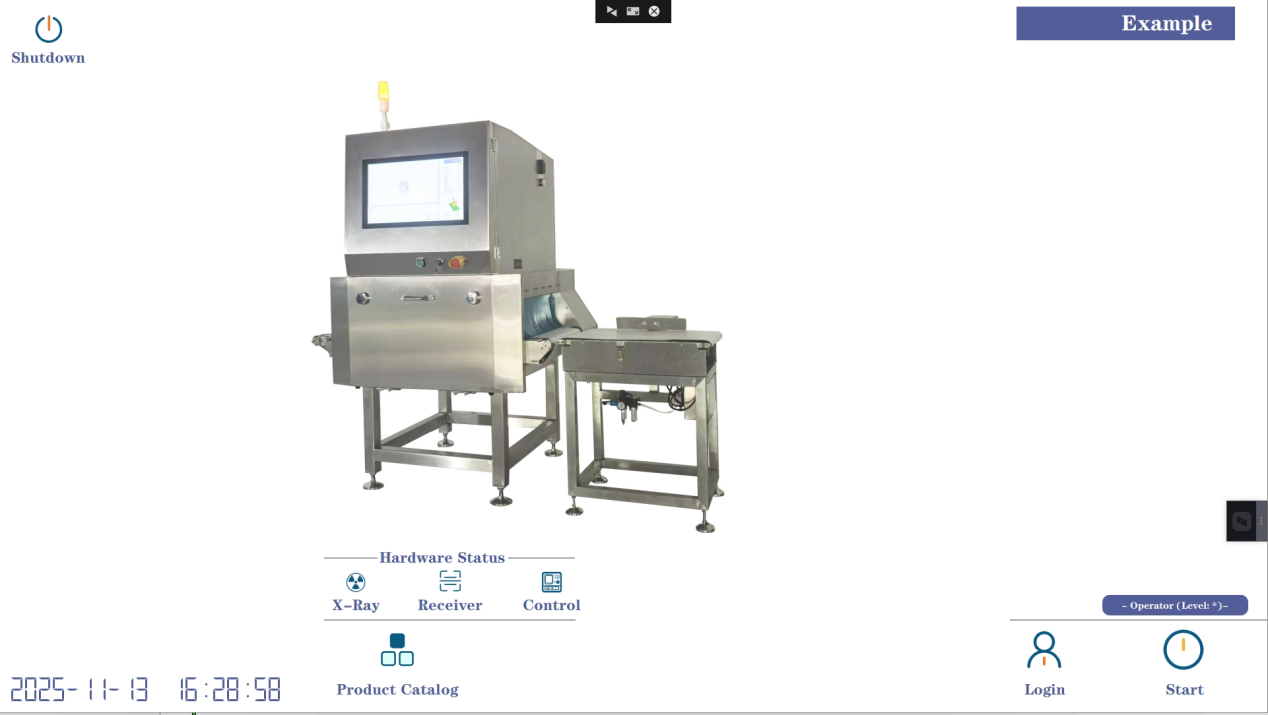 Shutdown
Example
Hardware Status
X-Ray
Receiver
Control
- Operator (Level: *)-
Product Catalog
Login
Start
2025-11-13 16:28:58